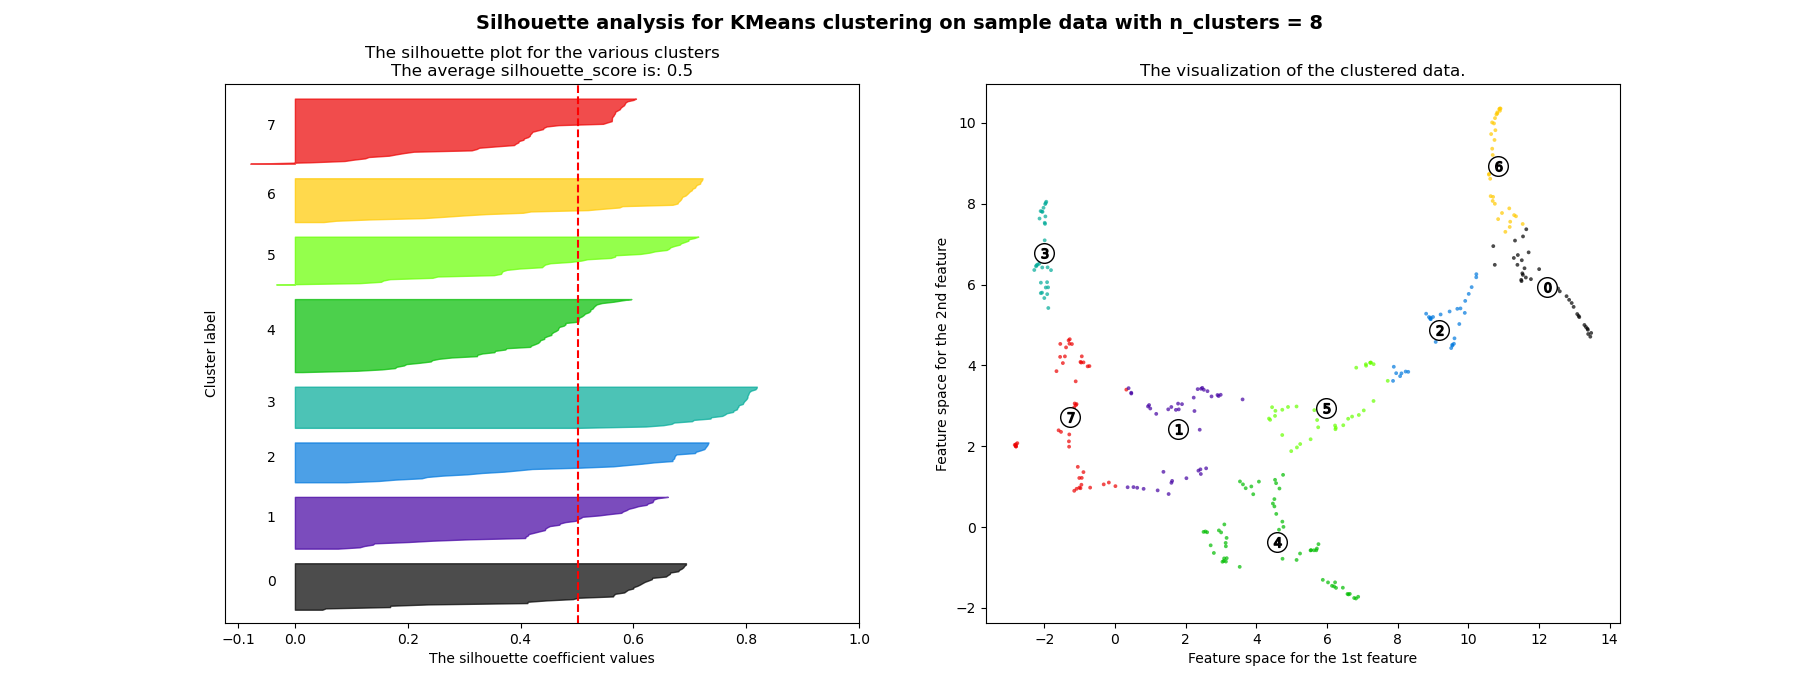 Silhouette analysis for KMeans clustering on sample data with n_clusters = 8
The silhouette plot for the various clusters
The average silhouette_score is: 0.5
Cluster label
7
6
5
4
3
2
1
0
−0.1 0.0 0.2 0.4 0.6 0.8 1.0
The silhouette coefficient values
The visualization of the clustered data.
Feature space for the 2nd feature
10
8
6
4
2
0
−2
6
3
0
2
5
7
1
4
−2 0 2 4 6 8 10 12 14
Feature space for the 1st feature